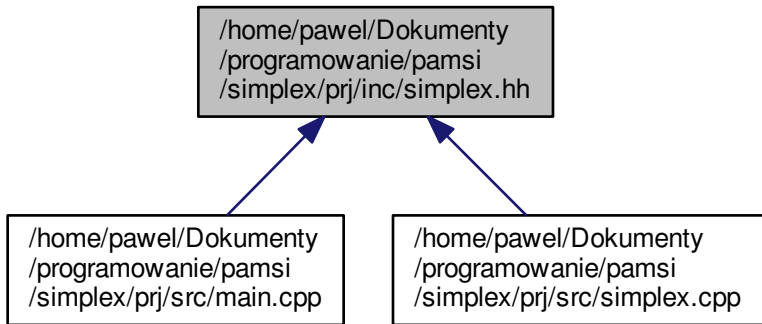 /home/pawel/Dokumenty
/programowanie/pamsi
/simplex/prj/inc/simplex.hh
/home/pawel/Dokumenty
/programowanie/pamsi
/simplex/prj/src/main.cpp
/home/pawel/Dokumenty
/programowanie/pamsi
/simplex/prj/src/simplex.cpp